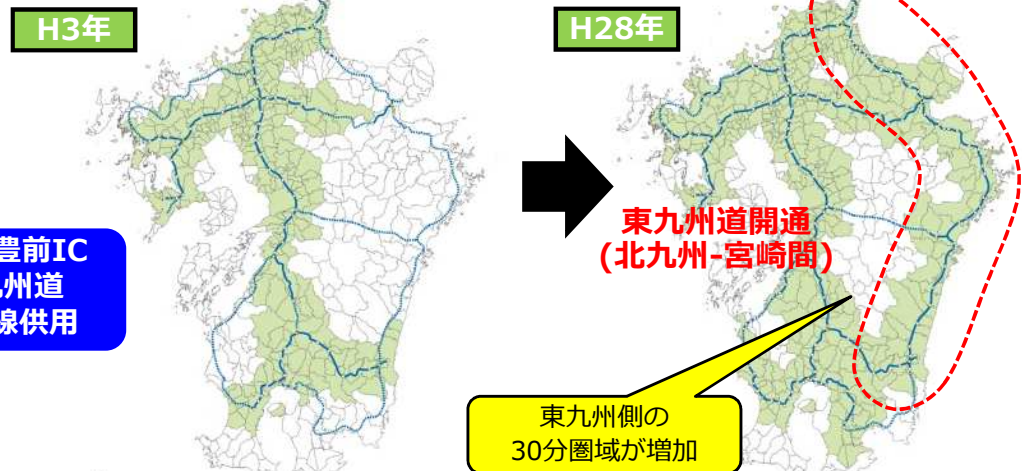 H3年
H28年
豊前IC
州道
線供用
東九州道開通
(北九州-宮崎間)
東九州側の
30分圏域が増加